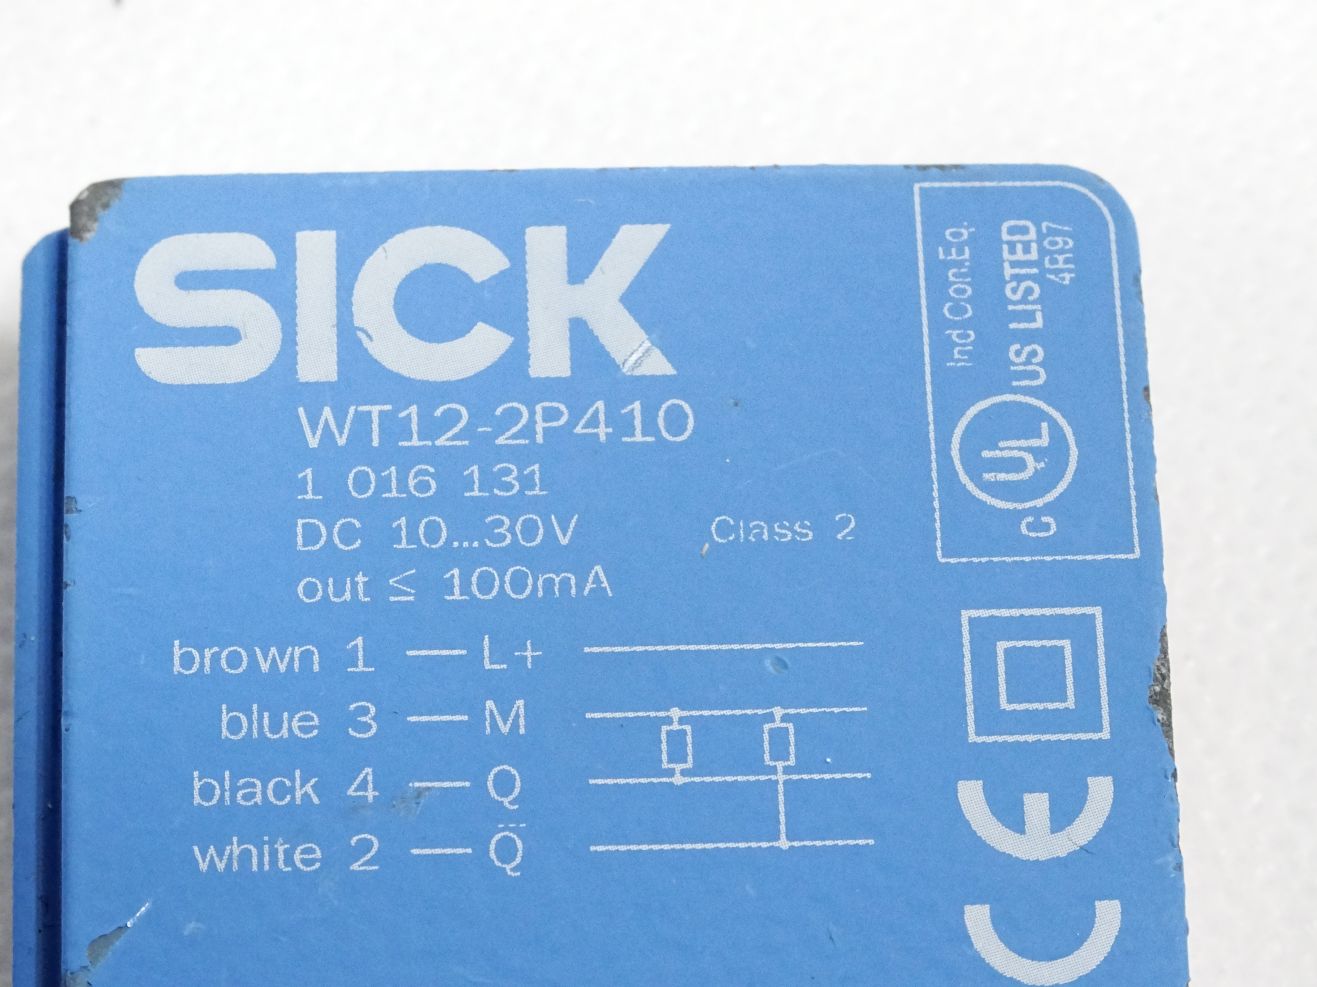 SICK
WT12-2P410
1 016 131
DC 10...30V Class 2
out ≤ 100mA
brown 1 — L+
blue 3 — M
black 4 — Q
white 2 — Q̅
Ind Con.Eq.
C UL US LISTED
4R97
CE